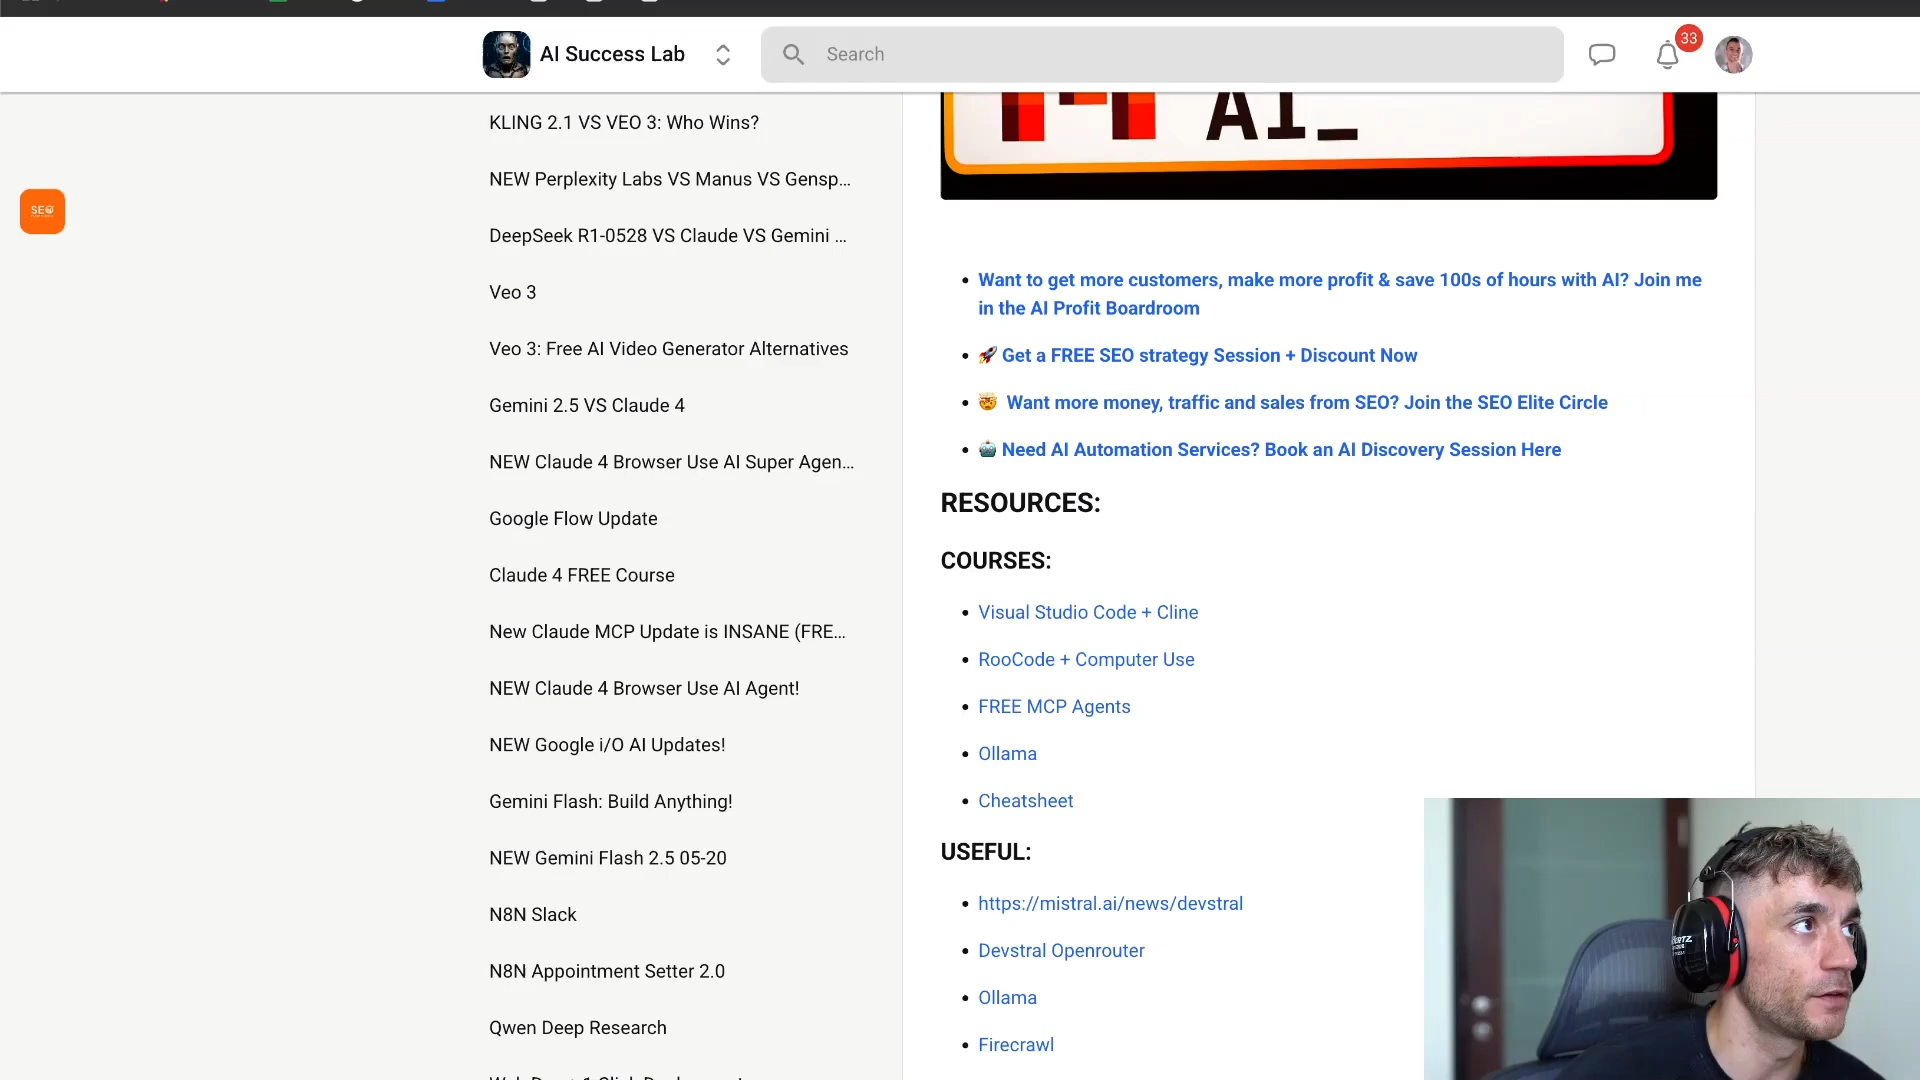 AI Success Lab
Search
33
SEO
KLING 2.1 VS VEO 3: Who Wins?
NEW Perplexity Labs VS Manus VS Gensp...
DeepSeek R1-0528 VS Claude VS Gemini ...
Veo 3
Veo 3: Free AI Video Generator Alternatives
Gemini 2.5 VS Claude 4
NEW Claude 4 Browser Use AI Super Agen...
Google Flow Update
Claude 4 FREE Course
New Claude MCP Update is INSANE (FRE...
NEW Claude 4 Browser Use AI Agent!
NEW Google i/O AI Updates!
Gemini Flash: Build Anything!
NEW Gemini Flash 2.5 05-20
N8N Slack
N8N Appointment Setter 2.0
Qwen Deep Research
AI_
Want to get more customers, make more profit & save 100s of hours with AI? Join me
in the AI Profit Boardroom
🚀 Get a FREE SEO strategy Session + Discount Now
🤯 Want more money, traffic and sales from SEO? Join the SEO Elite Circle
🤖 Need AI Automation Services? Book an AI Discovery Session Here
RESOURCES:
COURSES:
Visual Studio Code + Cline
RooCode + Computer Use
FREE MCP Agents
Ollama
Cheatsheet
USEFUL:
https://mistral.ai/news/devstral
Devstral Openrouter
Ollama
Firecrawl